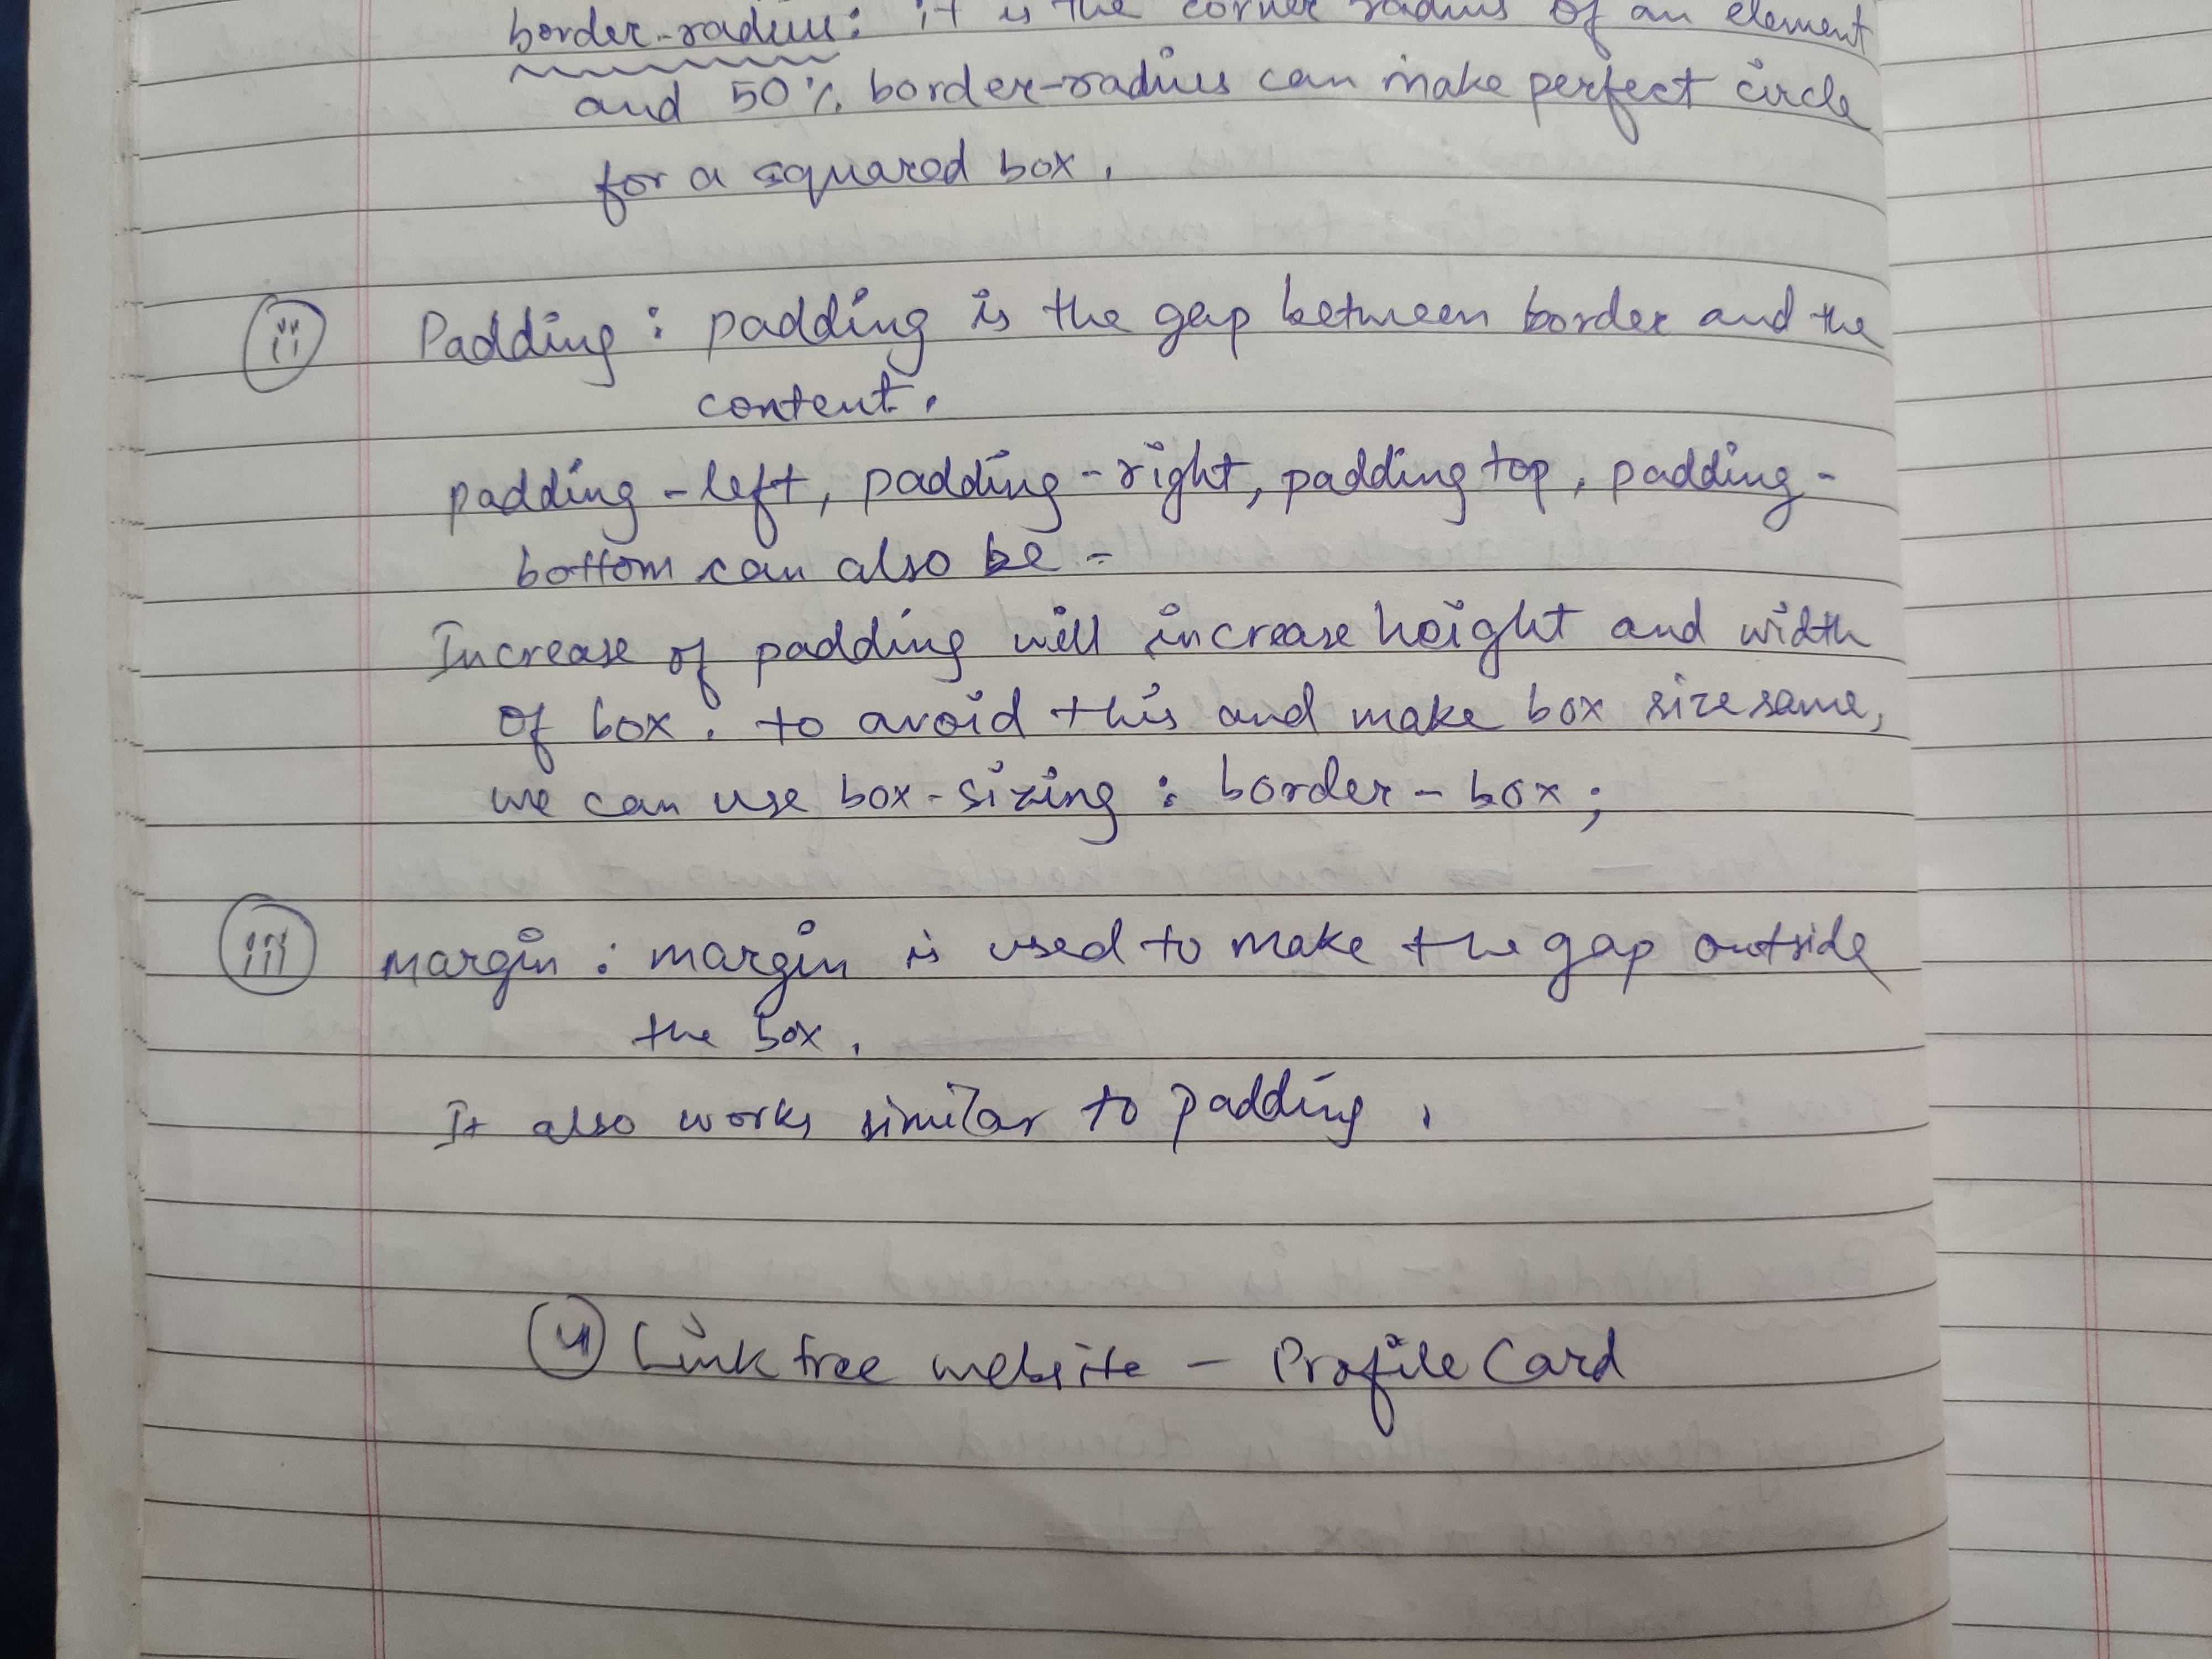 border-radius: it is the corner radius of an element
and 50% border-radius can make perfect circle
for a squared box.
(ii) Padding : padding is the gap between border and the
content.
padding-left, padding-right, padding top, padding-
bottom can also be -
Increase of padding will increase height and width
of box. to avoid this and make box size same,
we can use box-sizing : border-box;
(iii) margin : margin is used to make the gap outside
the box.
It also works similar to padding.
(4) Link tree website - Profile Card